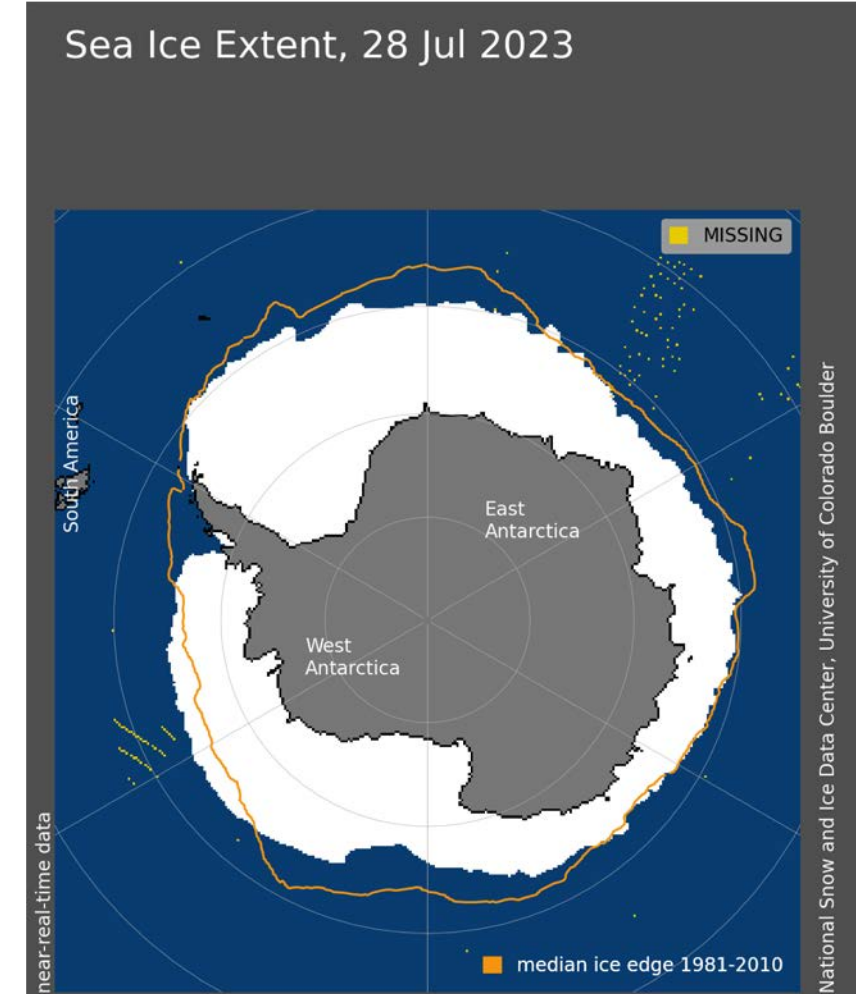 Sea Ice Extent, 28 Jul 2023
MISSING
South America
East
Antarctica
West
Antarctica
near-real-time data
median ice edge 1981-2010
National Snow and Ice Data Center, University of Colorado Boulder